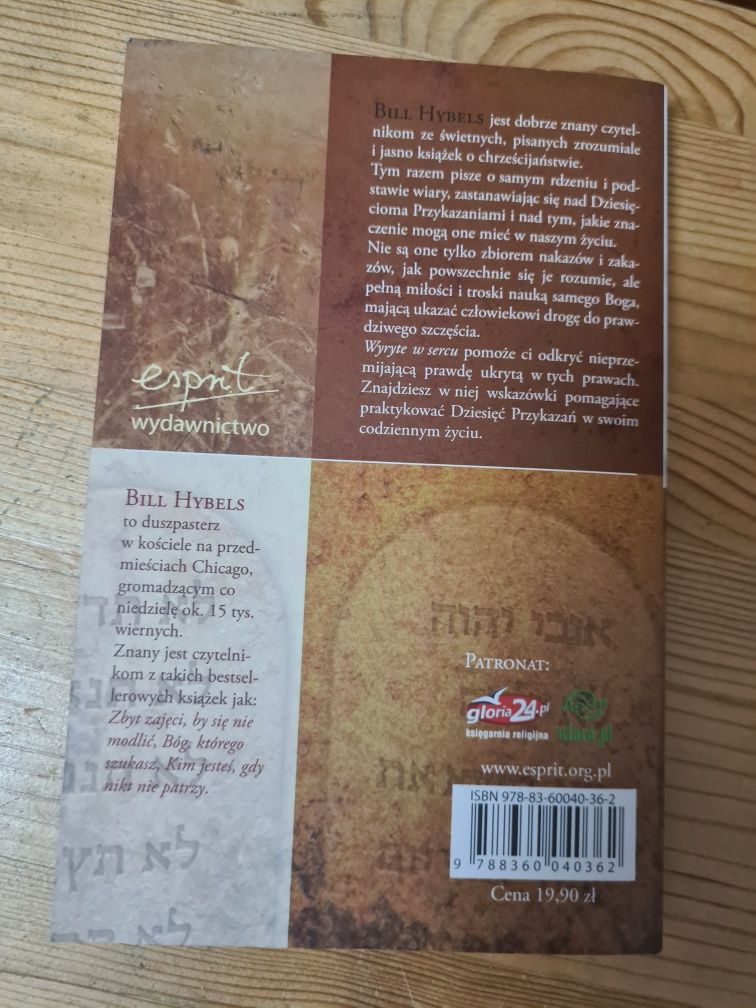 BILL HYBELS jest dobrze znany czytel-
nikom ze świetnych, pisanych zrozumiale
i jasno książek o chrześcijaństwie.
Tym razem pisze o samym rdzeniu i pod-
stawie wiary, zastanawiając się nad Dziesię-
cioma Przykazaniami i nad tym, jakie zna-
czenie mogą one mieć w naszym życiu.
Nie są one tylko zbiorem nakazów i zaka-
zów, jak powszechnie się je rozumie, ale
pełną miłości i troski nauką samego Boga,
mającą ukazać człowiekowi drogę do praw-
dziwego szczęścia.
Wyryte w sercu pomoże ci odkryć nieprze-
mijającą prawdę ukrytą w tych prawach.
Znajdziesz w niej wskazówki pomagające
praktykować Dziesięć Przykazań w swoim
codziennym życiu.
esprit
wydawnictwo
BILL HYBELS
to duszpasterz
w kościele na przed-
mieściach Chicago,
gromadzącym co
niedzielę ok. 15 tys.
wiernych.
Znany jest czytelni-
kom z takich bestsel-
lerowych książek jak:
Zbyt zajęci, by się nie
modlić, Bóg, którego
szukasz, Kim jesteś, gdy
nikt nie patrzy.
אנכי יהוה
לא
לא
לא
לא
PATRONAT:
gloria24.pl
księgarnia religijna
wiara.pl
www.esprit.org.pl
ISBN 978-83-60040-36-2
9 788360 040362
Cena 19,90 zł